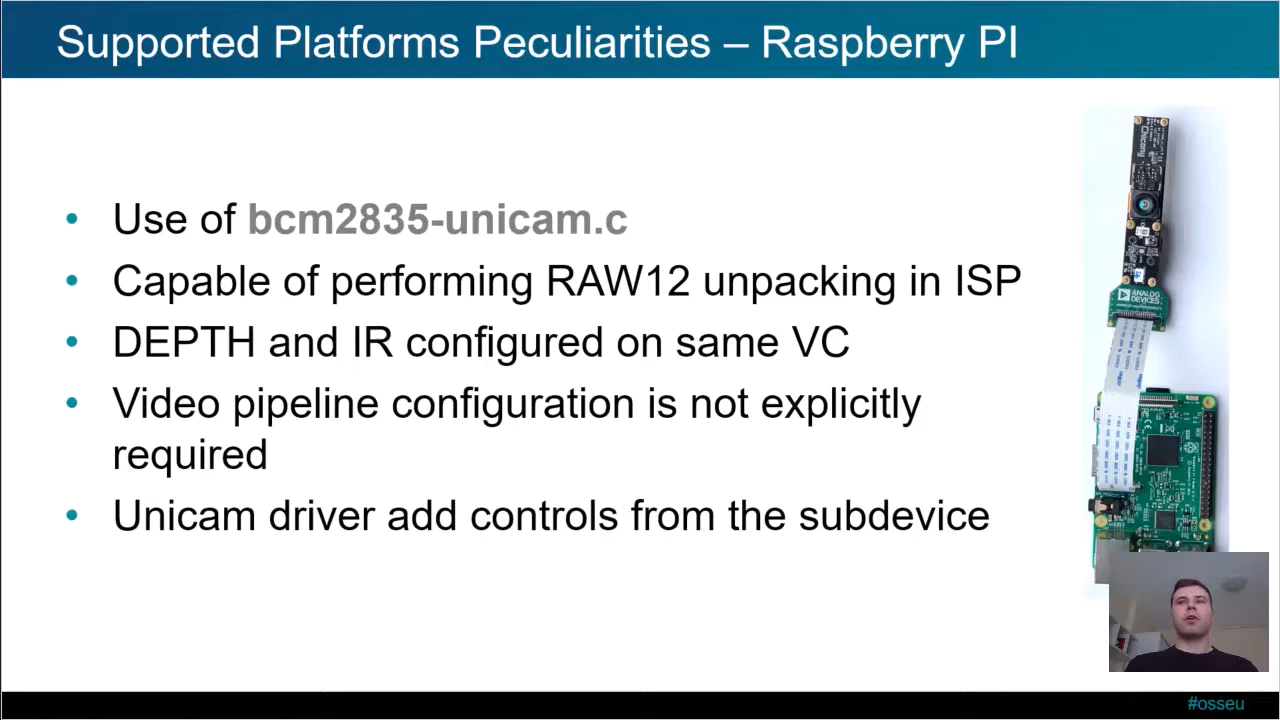 Supported Platforms Peculiarities – Raspberry PI
• Use of bcm2835-unicam.c
• Capable of performing RAW12 unpacking in ISP
• DEPTH and IR configured on same VC
• Video pipeline configuration is not explicitly
required
• Unicam driver add controls from the subdevice
Chicony
ANALOG
DEVICES
#osseu